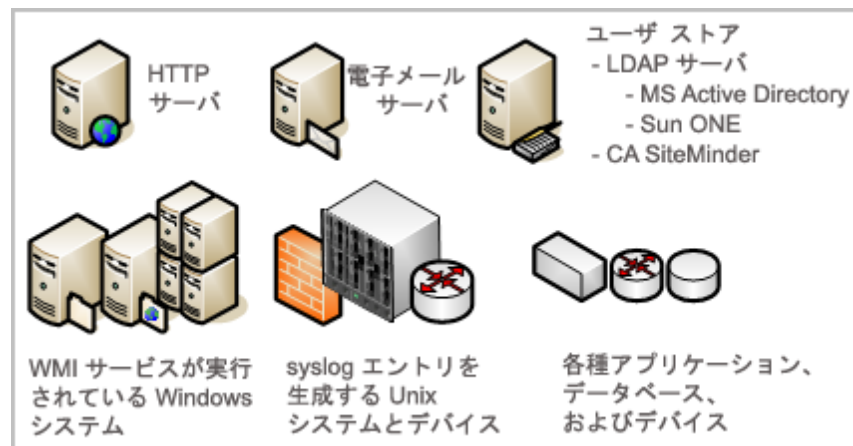 HTTP
サーバ
電子メール
サーバ
ユーザ ストア
- LDAP サーバ
- MS Active Directory
- Sun ONE
- CA SiteMinder
WMI サービスが実行
されている Windows
システム
syslog エントリを
生成する Unix
システムとデバイス
各種アプリケーション、
データベース、
およびデバイス